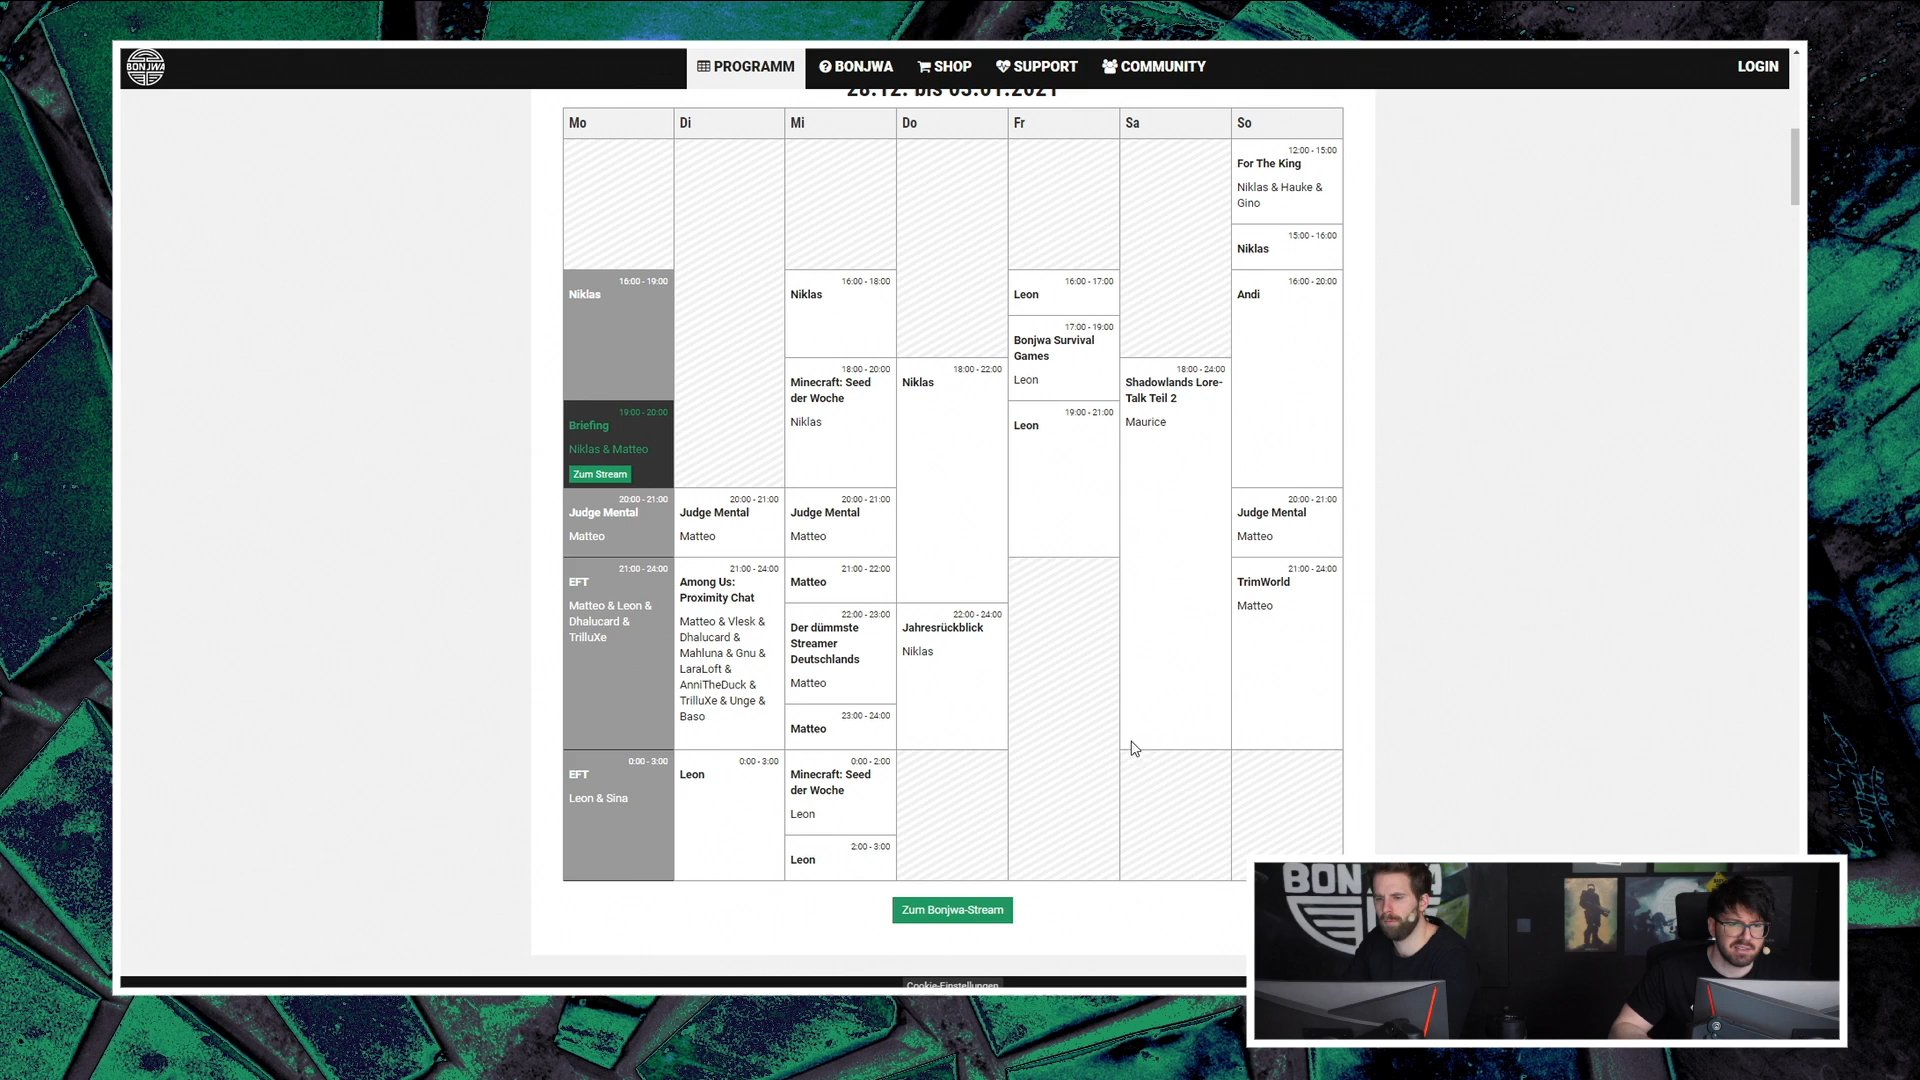 BONJWA
PROGRAMM
BONJWA
SHOP
SUPPORT
COMMUNITY
LOGIN
28.12. bis 03.01.2021
Mo
Di
Mi
Do
Fr
Sa
So
16:00 - 19:00
Niklas
19:00 - 20:00
Briefing
Niklas & Matteo
Zum Stream
20:00 - 21:00
Judge Mental
Matteo
21:00 - 24:00
EFT
Matteo & Leon &
Dhalucard &
TrilluXe
0:00 - 3:00
EFT
Leon & Sina
20:00 - 21:00
Judge Mental
Matteo
21:00 - 24:00
Among Us:
Proximity Chat
Matteo & Vlesk &
Dhalucard &
Mahluna & Gnu &
LaraLoft &
AnniTheDuck &
TrilluXe & Unge &
Baso
0:00 - 3:00
Leon
16:00 - 18:00
Niklas
18:00 - 20:00
Minecraft: Seed
der Woche
Niklas
20:00 - 21:00
Judge Mental
Matteo
21:00 - 22:00
Matteo
22:00 - 23:00
Der dümmste
Streamer
Deutschlands
Matteo
23:00 - 24:00
Matteo
0:00 - 2:00
Minecraft: Seed
der Woche
Leon
2:00 - 3:00
Leon
18:00 - 22:00
Niklas
22:00 - 24:00
Jahresrückblick
Niklas
16:00 - 17:00
Leon
17:00 - 19:00
Bonjwa Survival
Games
Leon
19:00 - 21:00
Leon
18:00 - 24:00
Shadowlands Lore-
Talk Teil 2
Maurice
12:00 - 15:00
For The King
Niklas & Hauke &
Gino
15:00 - 16:00
Niklas
16:00 - 20:00
Andi
20:00 - 21:00
Judge Mental
Matteo
21:00 - 24:00
TrimWorld
Matteo
Zum Bonjwa-Stream
Cookie-Einstellungen
BON